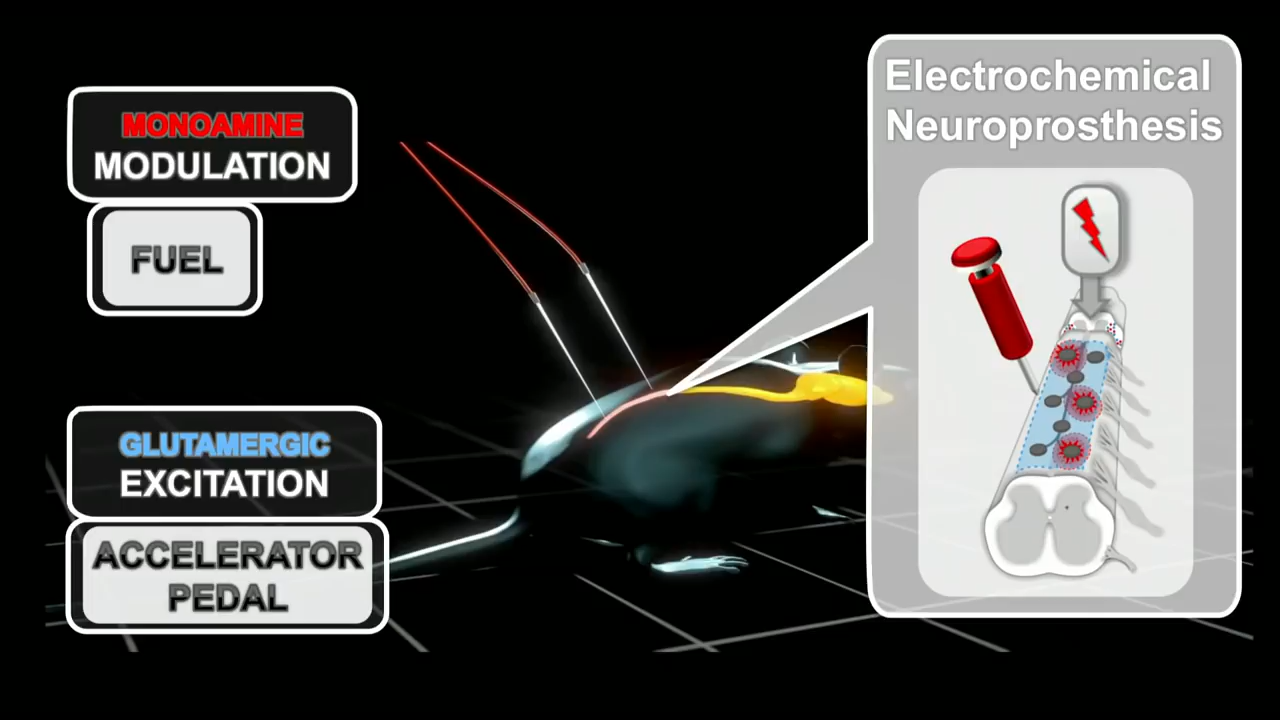 MONOAMINE
MODULATION
FUEL
GLUTAMERGIC
EXCITATION
ACCELERATOR
PEDAL
Electrochemical
Neuroprosthesis